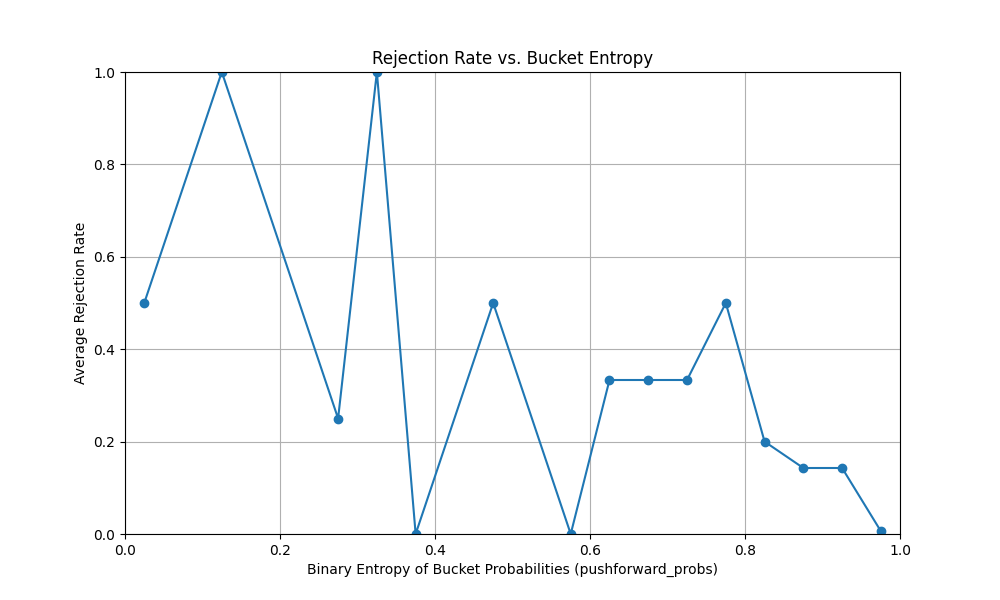 Rejection Rate vs. Bucket Entropy
1.0
0.8
0.6
0.4
0.2
0.0
Average Rejection Rate
0.0 0.2 0.4 0.6 0.8 1.0
Binary Entropy of Bucket Probabilities (pushforward_probs)